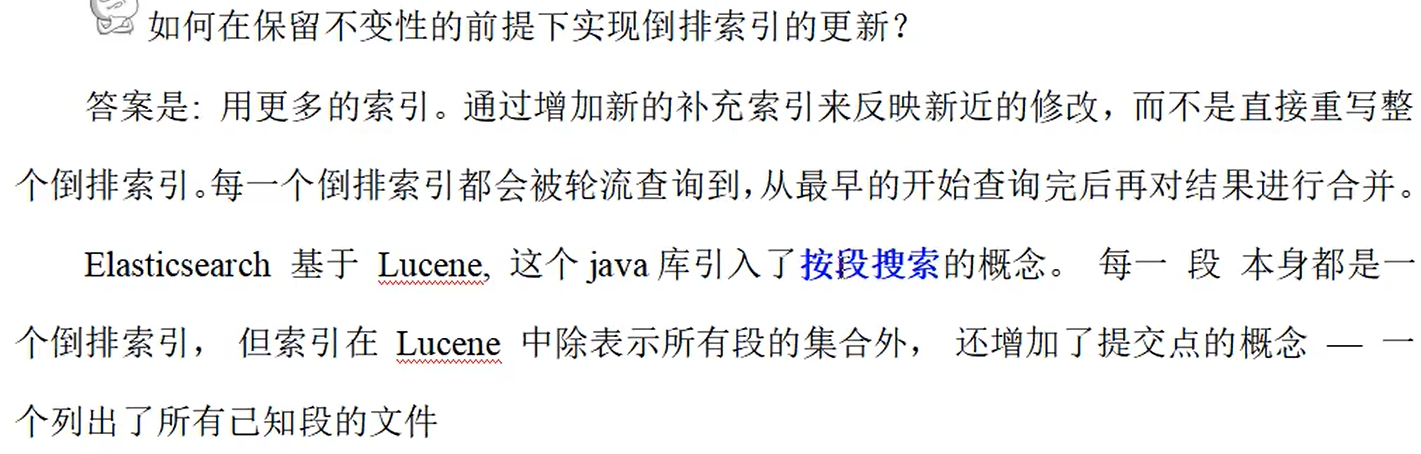 如何在保留不变性的前提下实现倒排索引的更新？
答案是: 用更多的索引。通过增加新的补充索引来反映新近的修改，而不是直接重写整
个倒排索引。每一个倒排索引都会被轮流查询到，从最早的开始查询完后再对结果进行合并。
Elasticsearch 基于 Lucene, 这个 java 库引入了按段搜索的概念。 每一 段 本身都是一
个倒排索引， 但索引在 Lucene 中除表示所有段的集合外， 还增加了提交点的概念 — 一
个列出了所有已知段的文件